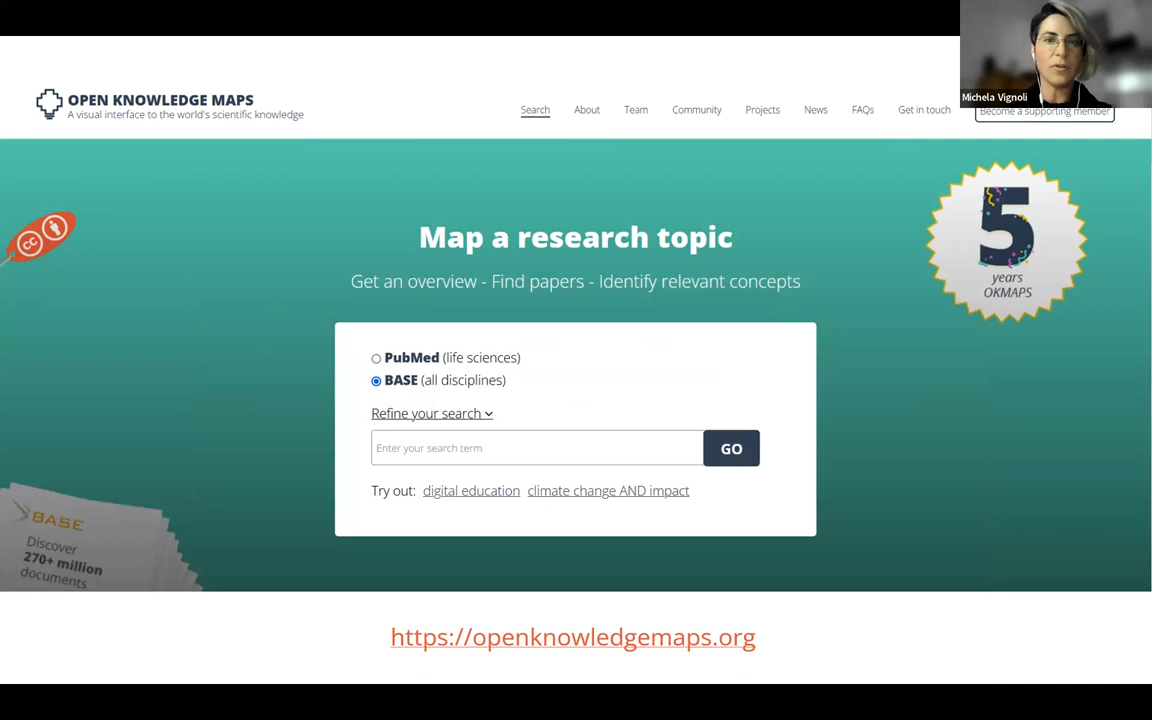 Michela Vignoli
OPEN KNOWLEDGE MAPS
A visual interface to the world's scientific knowledge
Search About Team Community Projects News FAQs Get in touch Become a supporting member
cc
5
years
OKMAPS
Map a research topic
Get an overview - Find papers - Identify relevant concepts
PubMed (life sciences)
BASE (all disciplines)
Refine your search
Enter your search term
GO
Try out: digital education climate change AND impact
BASE
Discover
270+ million
documents
https://openknowledgemaps.org